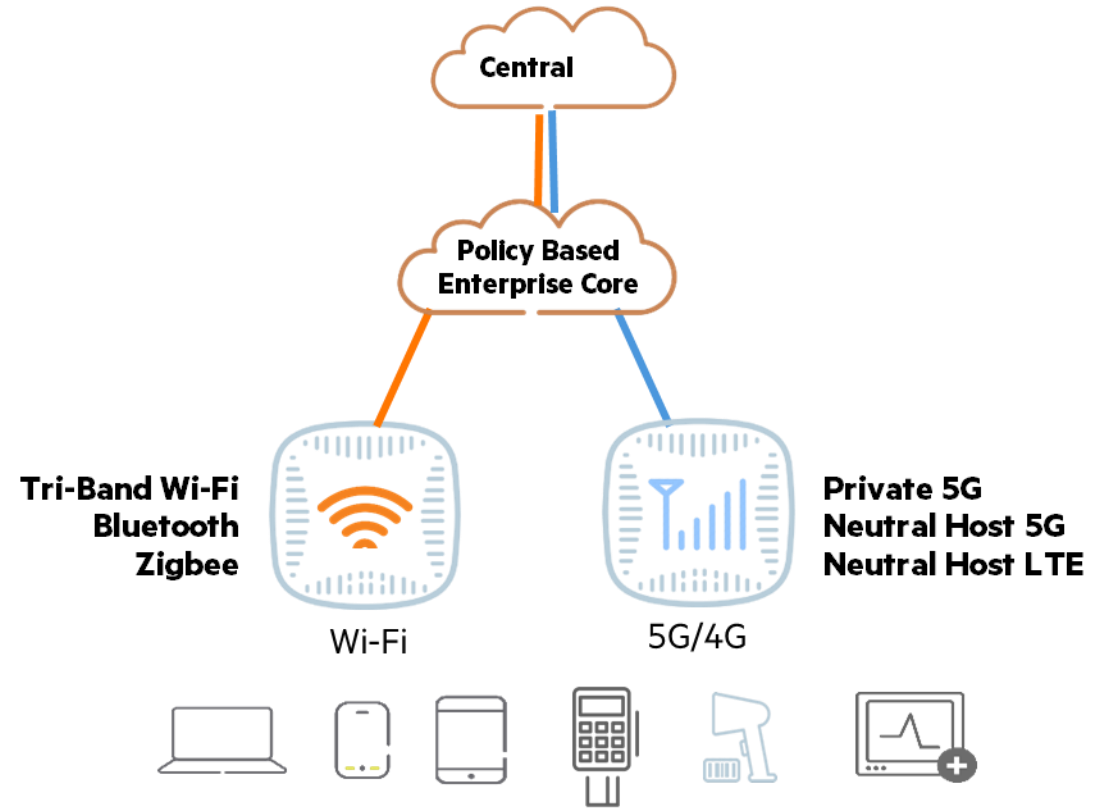 Central
Policy Based
Enterprise Core
Tri-Band Wi-Fi
Bluetooth
Zigbee
Private 5G
Neutral Host 5G
Neutral Host LTE
Wi-Fi
5G/4G